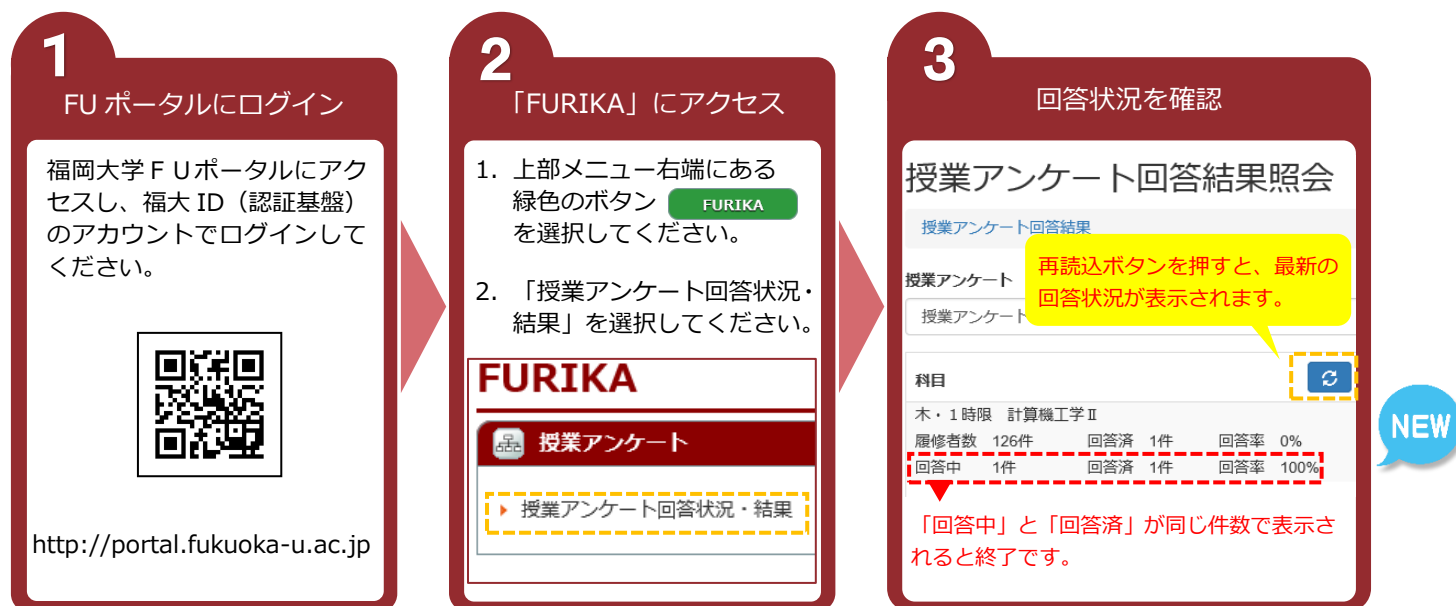 1
FU ポータルにログイン
福岡大学ＦＵポータルにアク
セスし、福大 ID（認証基盤）
のアカウントでログインして
ください。
http://portal.fukuoka-u.ac.jp
2
「FURIKA」にアクセス
1. 上部メニュー右端にある
緑色のボタン FURIKA
を選択してください。
2. 「授業アンケート回答状況・
結果」を選択してください。
FURIKA
授業アンケート
授業アンケート回答状況・結果
3
回答状況を確認
授業アンケート回答結果照会
授業アンケート回答結果
再読込ボタンを押すと、最新の
回答状況が表示されます。
授業アンケート
授業アンケート
科目
木・１時限 計算機工学Ⅱ
履修者数 126件 回答済 1件 回答率 0%
回答中 1件 回答済 1件 回答率 100%
「回答中」と「回答済」が同じ件数で表示さ
れると終了です。
NEW